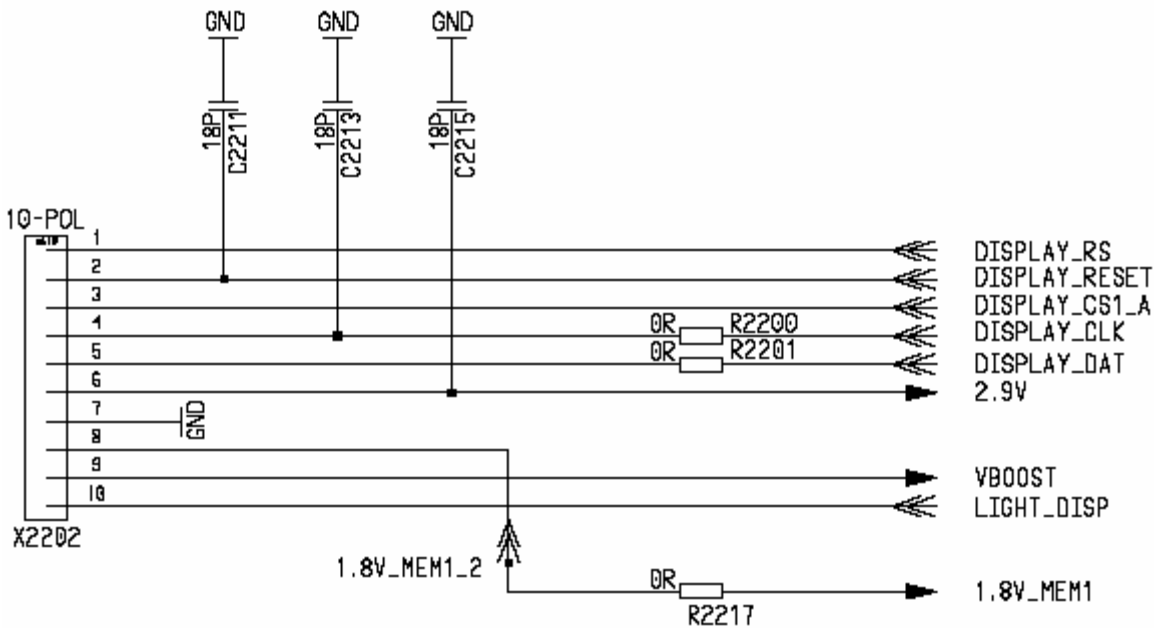 GND GND GND
18P C2211 18P C2213 18P C2215
10-POL
1 DISPLAY_RS
2 DISPLAY_RESET
3 DISPLAY_CS1_A
4 0R R2200 DISPLAY_CLK
5 0R R2201 DISPLAY_DAT
6 2.9V
7 GND
8
9 VBOOST
10 LIGHT_DISP
X2202
1.8V_MEM1_2
0R 1.8V_MEM1
R2217